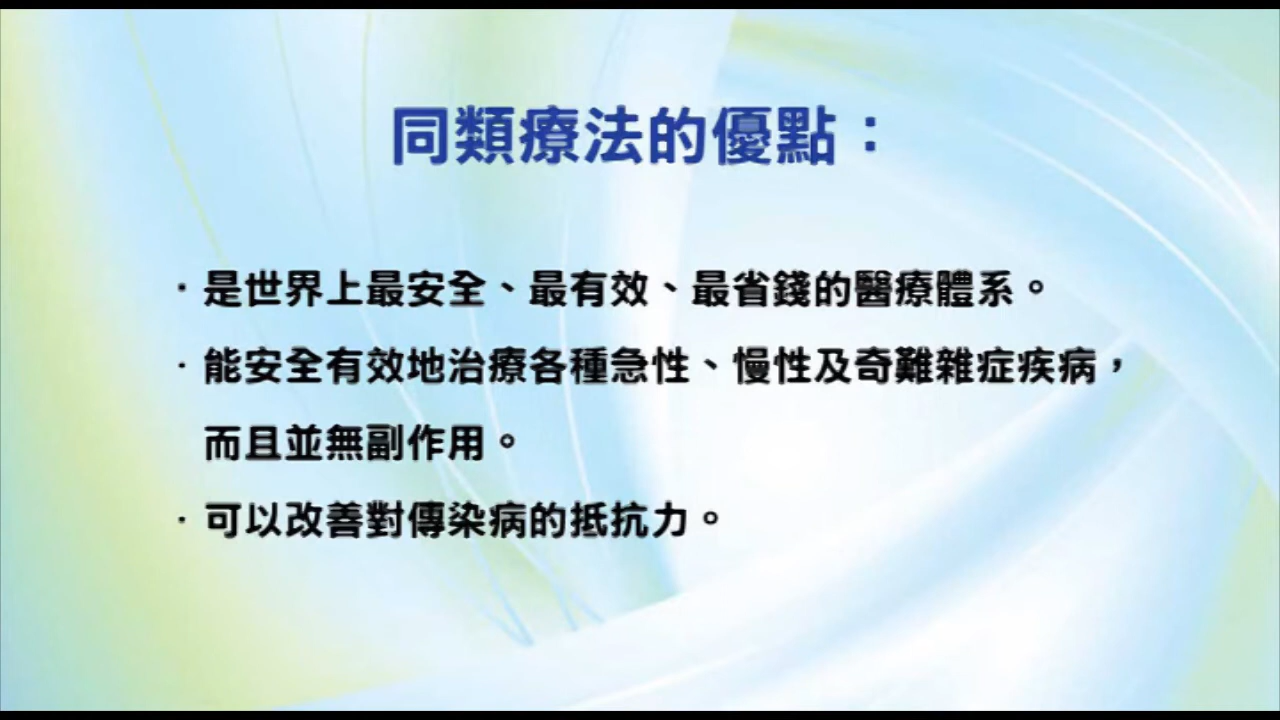 同類療法的優點：
·是世界上最安全、最有效、最省錢的醫療體系。
·能安全有效地治療各種急性、慢性及奇難雜症疾病，
而且並無副作用。
·可以改善對傳染病的抵抗力。